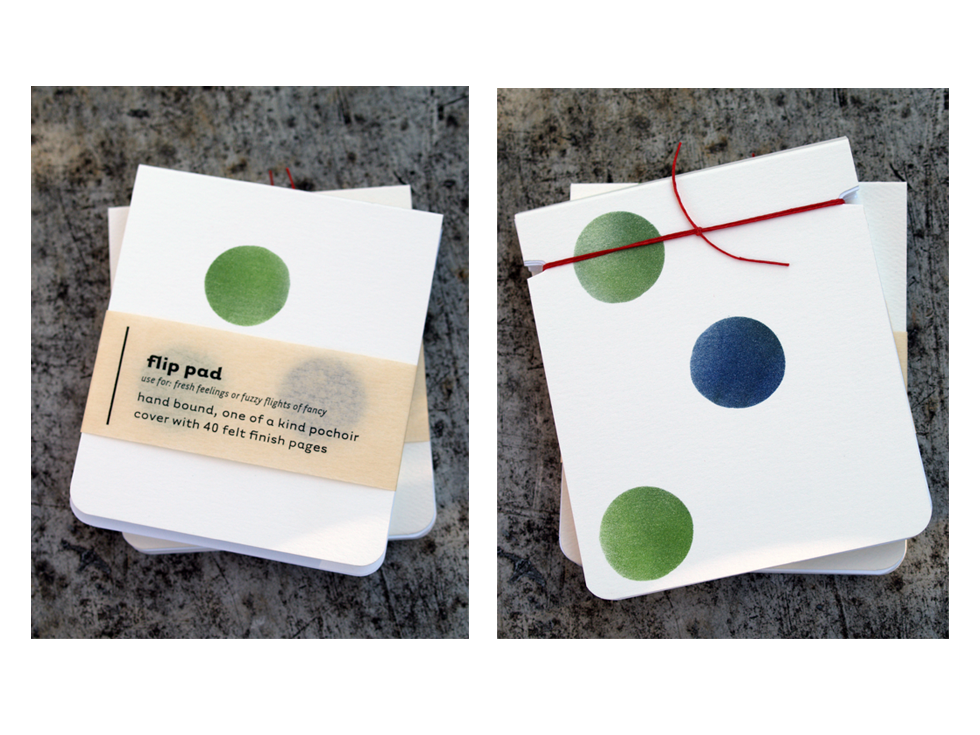 flip pad
use for: fresh feelings or fuzzy flights of fancy
hand bound, one of a kind pochoir
cover with 40 felt finish pages